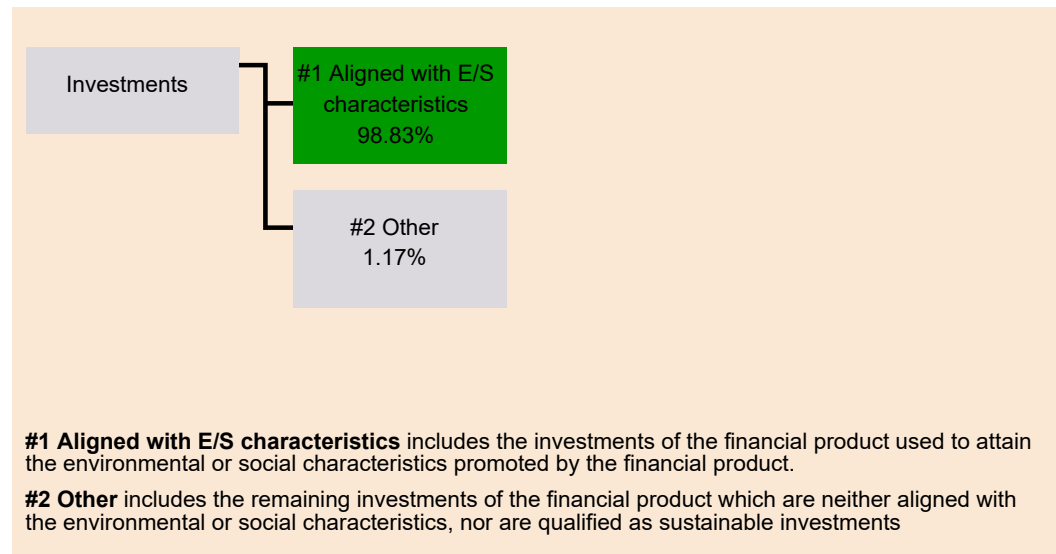 Investments
#1 Aligned with E/S
characteristics
98.83%
#2 Other
1.17%
#1 Aligned with E/S characteristics includes the investments of the financial product used to attain
the environmental or social characteristics promoted by the financial product.
#2 Other includes the remaining investments of the financial product which are neither aligned with
the environmental or social characteristics, nor are qualified as sustainable investments